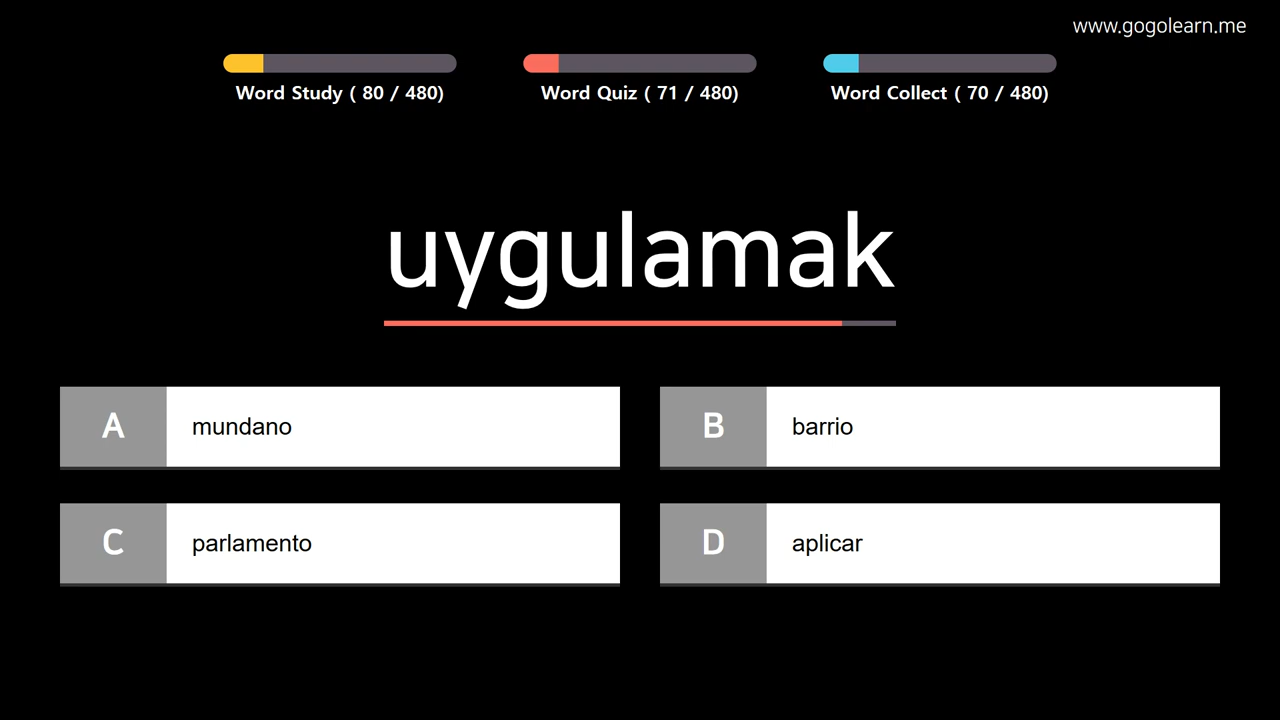 www.gogolearn.me
Word Study ( 80 / 480)
Word Quiz ( 71 / 480)
Word Collect ( 70 / 480)
uygulamak
A mundano
B barrio
C parlamento
D aplicar